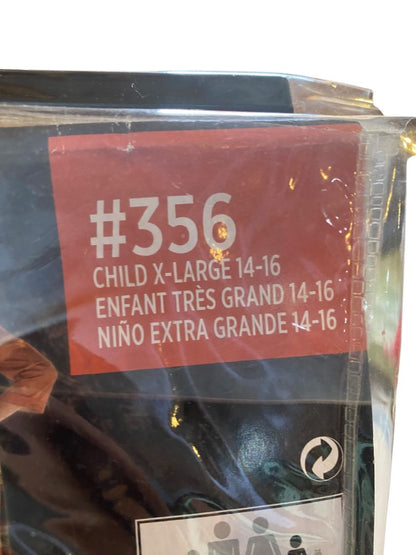 #356
CHILD X-LARGE 14-16
ENFANT TRÈS GRAND 14-16
NIÑO EXTRA GRANDE 14-16